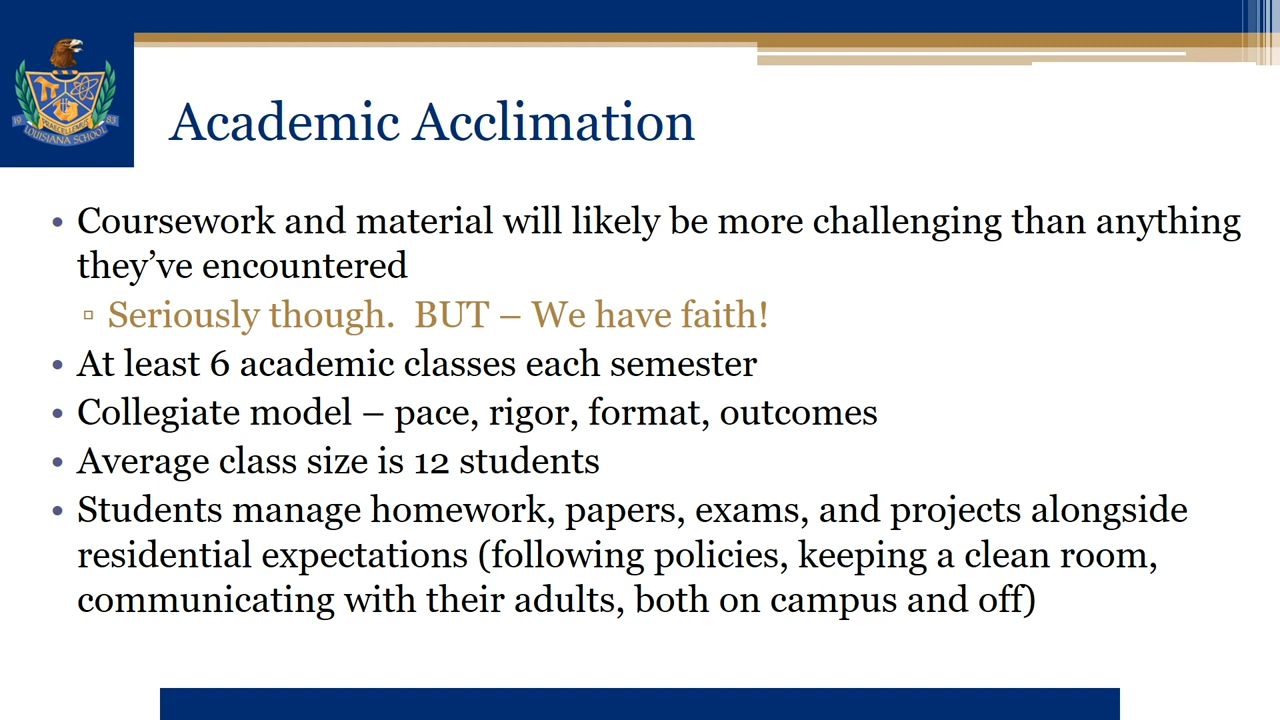 Academic Acclimation
• Coursework and material will likely be more challenging than anything
they’ve encountered
▫ Seriously though.  BUT – We have faith!
• At least 6 academic classes each semester
• Collegiate model – pace, rigor, format, outcomes
• Average class size is 12 students
• Students manage homework, papers, exams, and projects alongside
residential expectations (following policies, keeping a clean room,
communicating with their adults, both on campus and off)
19 83
LOUISIANA SCHOOL